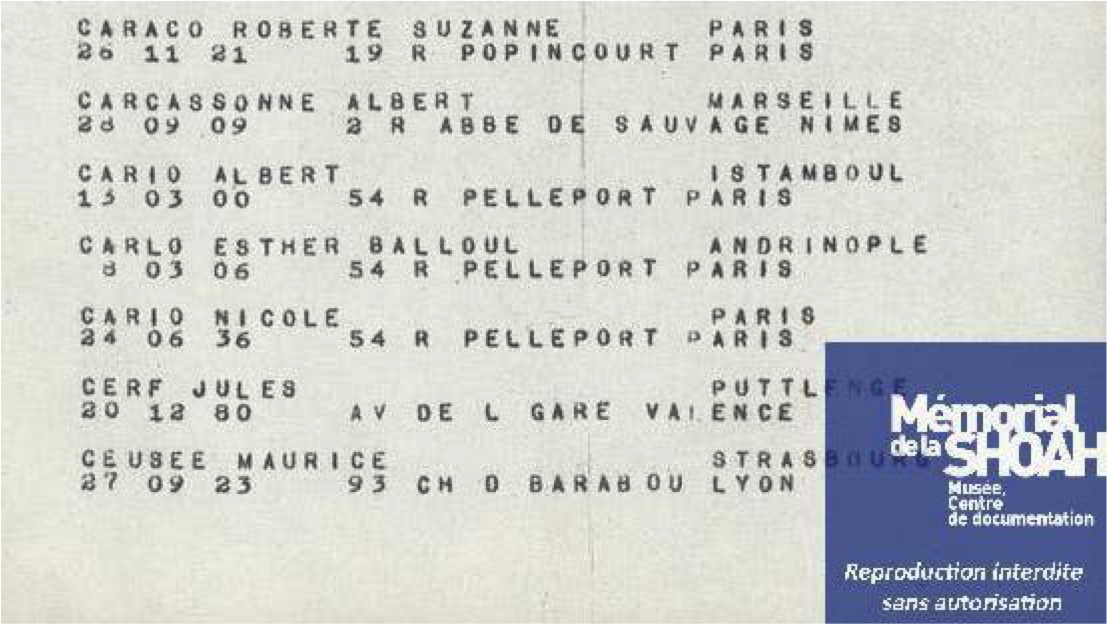 CARACO ROBERTE SUZANNE PARIS
26 11 21 19 R POPINCOURT PARIS
CARCASSONNE ALBERT MARSEILLE
28 09 09 2 R ABBE DE SAUVAGE NIMES
CARIO ALBERT ISTAMBOUL
13 03 00 54 R PELLEPORT PARIS
CARLO ESTHER BALLOUL ANDRINOPLE
8 03 06 54 R PELLEPORT PARIS
CARIO NICOLE PARIS
24 06 36 54 R PELLEPORT PARIS
CERF JULES PUTTLENGE
20 12 80 AV DE L GARE VALENCE
CEUSEE MAURICE STRASBOURG
27 09 23 93 CH D BARABOU LYON
Mémorial
de la SHOAH
Musée,
Centre
de documentation
Reproduction interdite
sans autorisation